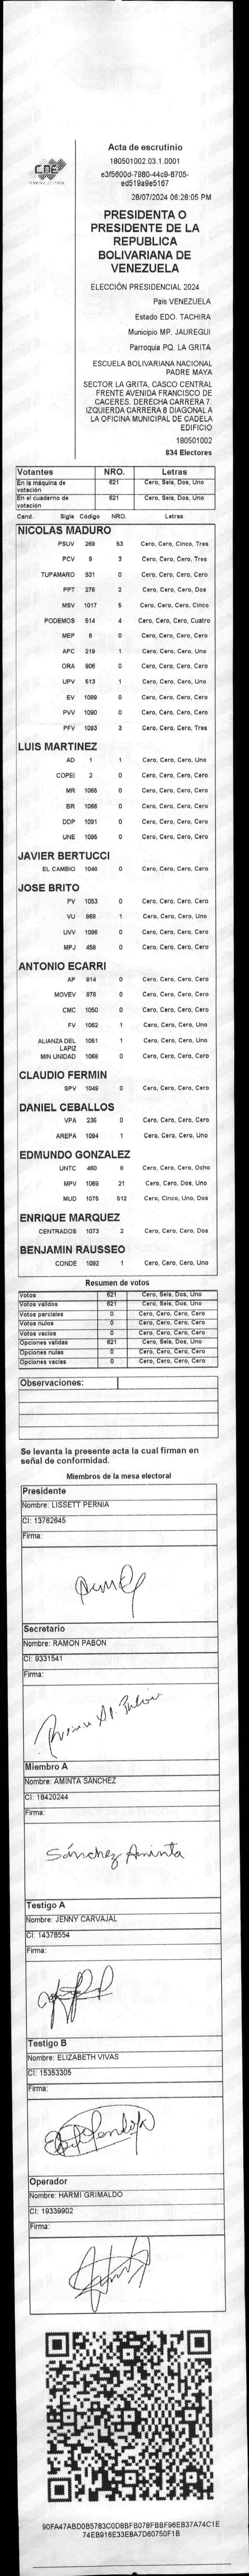 CNE
Acta de escrutinio
180501002.03.1.0001
ed519a9e5167
28/07/2024 06:28:05 PM
PRESIDENTA O
PRESIDENTE DE LA
REPUBLICA
BOLIVARIANA DE
VENEZUELA
ELECCIÓN PRESIDENCIAL 2024
País VENEZUELA
Estado EDO. TACHIRA
Municipio MP. JAUREGUI
Parroquia PQ. LA GRITA
ESCUELA BOLIVARIANA NACIONAL
PADRE MAYA
SECTOR LA GRITA, CASCO CENTRAL
FRENTE AVENIDA FRANCISCO DE
CACERES. DERECHA CARRERA 7.
IZQUIERDA CARRERA 8 DIAGONAL A
LA OFICINA MUNICIPAL DE CADELA
EDIFICIO
180501002
834 Electores
Votantes NRO. Letras
En la máquina de votación 621 Cero, Seis, Dos, Uno
En el cuaderno de votación 621 Cero, Seis, Dos, Uno
Cand. Sigla Código NRO. Letras
NICOLAS MADURO
PSUV 269 53 Cero, Cero, Cinco, Tres
PCV 9 3 Cero, Cero, Cero, Tres
TUPAMARO 931 0 Cero, Cero, Cero, Cero
PPT 276 2 Cero, Cero, Cero, Dos
MSV 1017 5 Cero, Cero, Cero, Cinco
PODEMOS 514 4 Cero, Cero, Cero, Cuatro
MEP 6 0 Cero, Cero, Cero, Cero
APC 219 1 Cero, Cero, Cero, Uno
ORA 906 0 Cero, Cero, Cero, Cero
UPV 513 1 Cero, Cero, Cero, Uno
EV 1089 0 Cero, Cero, Cero, Cero
PVV 1090 0 Cero, Cero, Cero, Cero
PFV 1093 3 Cero, Cero, Cero, Tres
LUIS MARTINEZ
AD 1 1 Cero, Cero, Cero, Uno
COPEI 2 0 Cero, Cero, Cero, Cero
MR 1065 0 Cero, Cero, Cero, Cero
BR 1066 0 Cero, Cero, Cero, Cero
DDP 1091 0 Cero, Cero, Cero, Cero
UNE 1095 0 Cero, Cero, Cero, Cero
JAVIER BERTUCCI
EL CAMBIO 1048 0 Cero, Cero, Cero, Cero
JOSE BRITO
PV 1053 0 Cero, Cero, Cero, Cero
VU 868 1 Cero, Cero, Cero, Uno
UVV 1096 0 Cero, Cero, Cero, Cero
MPJ 458 0 Cero, Cero, Cero, Cero
ANTONIO ECARRI
AP 814 0 Cero, Cero, Cero, Cero
MOVEV 878 0 Cero, Cero, Cero, Cero
CMC 1050 0 Cero, Cero, Cero, Cero
FV 1062 1 Cero, Cero, Cero, Uno
ALIANZA DEL LAPIZ 1051 1 Cero, Cero, Cero, Uno
MIN UNIDAD 1068 0 Cero, Cero, Cero, Cero
CLAUDIO FERMIN
SPV 1049 0 Cero, Cero, Cero, Cero
DANIEL CEBALLOS
VPA 236 0 Cero, Cero, Cero, Cero
AREPA 1094 1 Cero, Cero, Cero, Uno
EDMUNDO GONZALEZ
UNTC 460 8 Cero, Cero, Cero, Ocho
MPV 1069 21 Cero, Cero, Dos, Uno
MUD 1075 512 Cero, Cinco, Uno, Dos
ENRIQUE MARQUEZ
CENTRADOS 1073 2 Cero, Cero, Cero, Dos
BENJAMIN RAUSSEO
CONDE 1092 1 Cero, Cero, Cero, Uno
Resumen de votos
Votos 621 Cero, Seis, Dos, Uno
Votos validos 621 Cero, Seis, Dos, Uno
Votos parciales 0 Cero, Cero, Cero, Cero
Votos nulos 0 Cero, Cero, Cero, Cero
Votos vacios 0 Cero, Cero, Cero, Cero
Opciones validas 621 Cero, Seis, Dos, Uno
Opciones nulas 0 Cero, Cero, Cero, Cero
Opciones vacias 0 Cero, Cero, Cero, Cero
Observaciones:
Se levanta la presente acta la cual firman en
señal de conformidad.
Miembros de la mesa electoral
Presidente
Nombre: LISSETT PERNIA
CI: 13762645
Firma:
Secretario
Nombre: RAMON PABON
CI: 9331541
Firma:
Miembro A
Nombre: AMINTA SANCHEZ
CI: 18420244
Firma:
Sánchez Aminta
Testigo A
Nombre: JENNY CARVAJAL
CI: 14378554
Firma:
Testigo B
Nombre: ELIZABETH VIVAS
CI: 15353305
Firma:
Operador
Nombre: HARMI GRIMALDO
CI: 19339902
Firma:
90FA47ABD0B5783C0D8BFB078FBBF98EB37A74C1E
74EB916E33E8A7D60750F1B